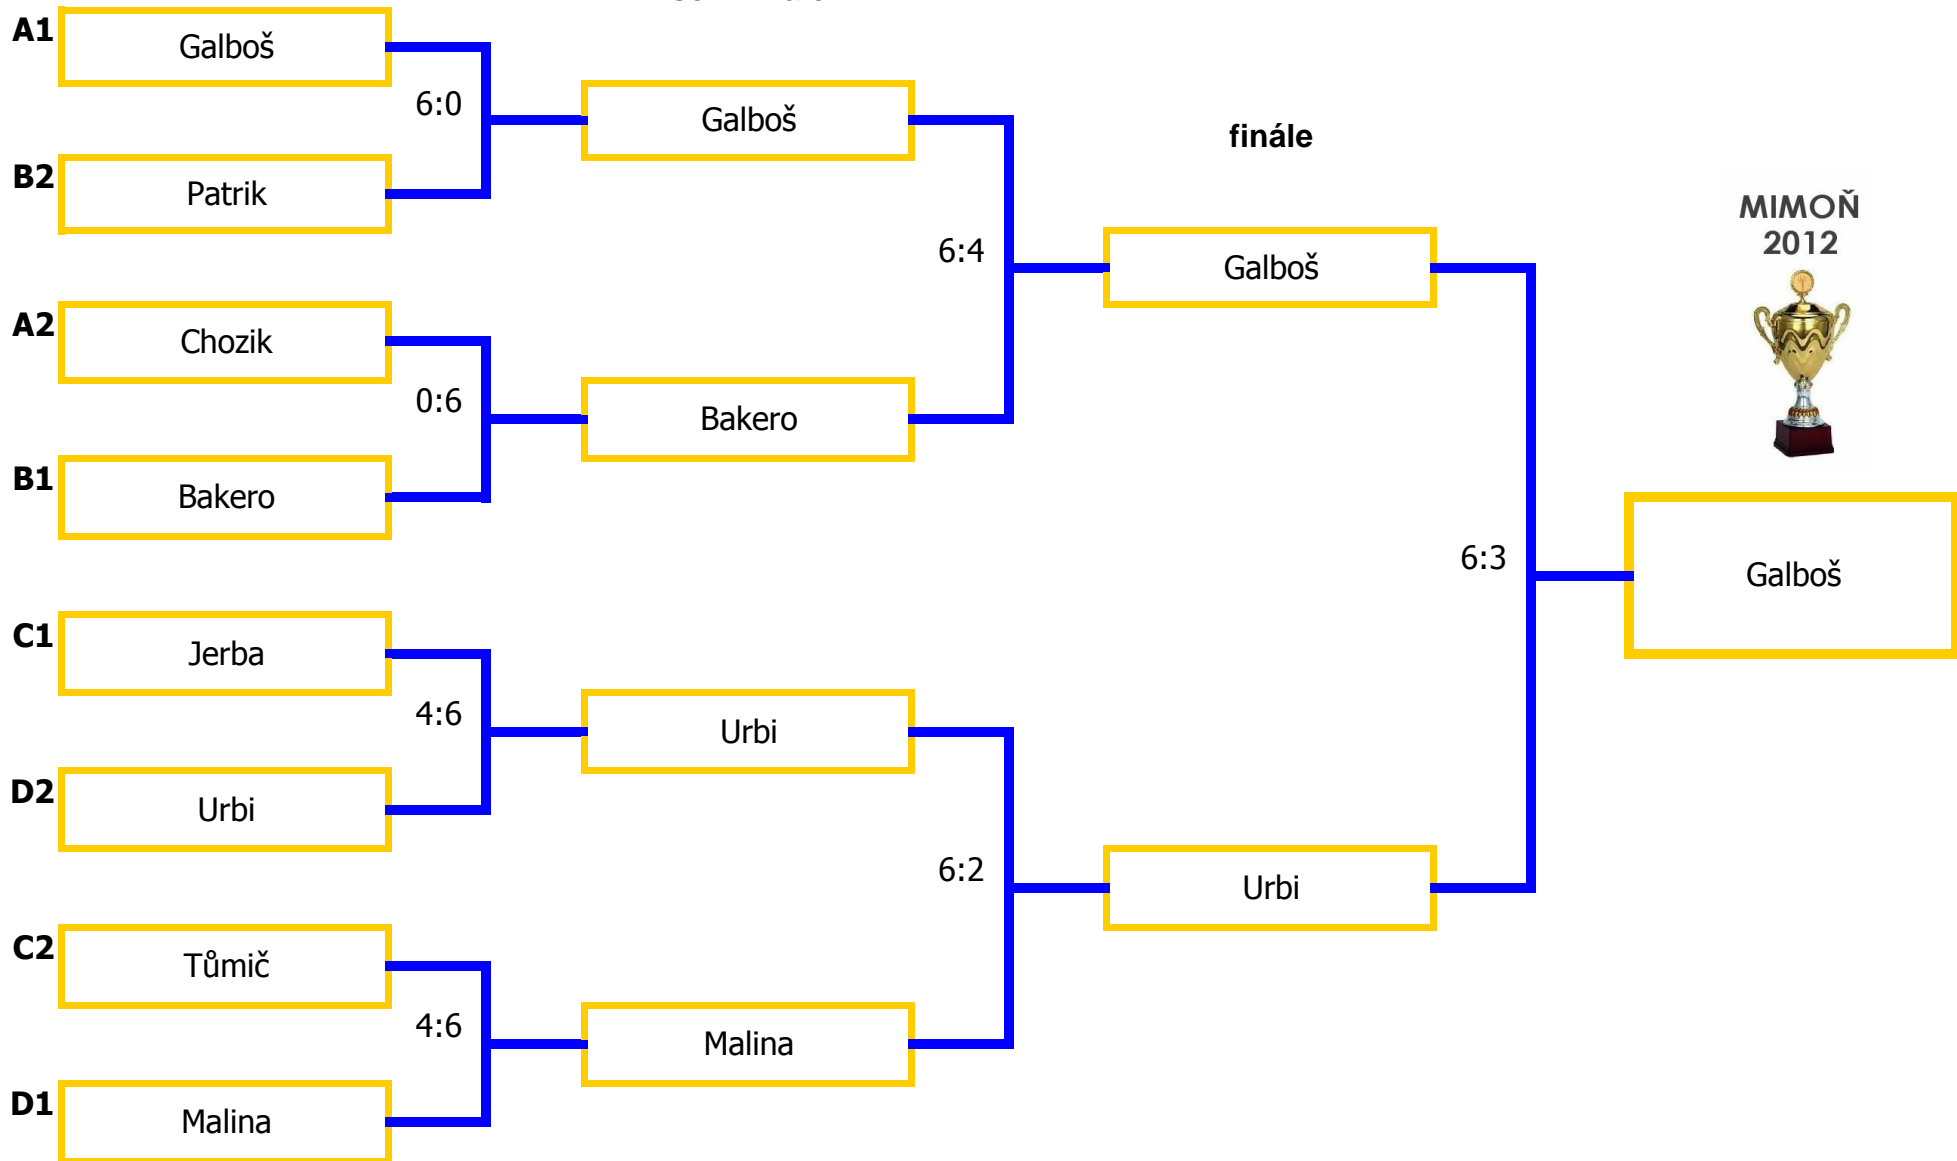 A1
Galboš
6:0
B2
Patrik
Galboš
A2
Chozik
0:6
B1
Bakero
Bakero
6:4
finále
Galboš
C1
Jerba
4:6
D2
Urbi
Urbi
C2
Tůmič
4:6
D1
Malina
Malina
6:2
Urbi
6:3
MIMOŇ
2012
Galboš